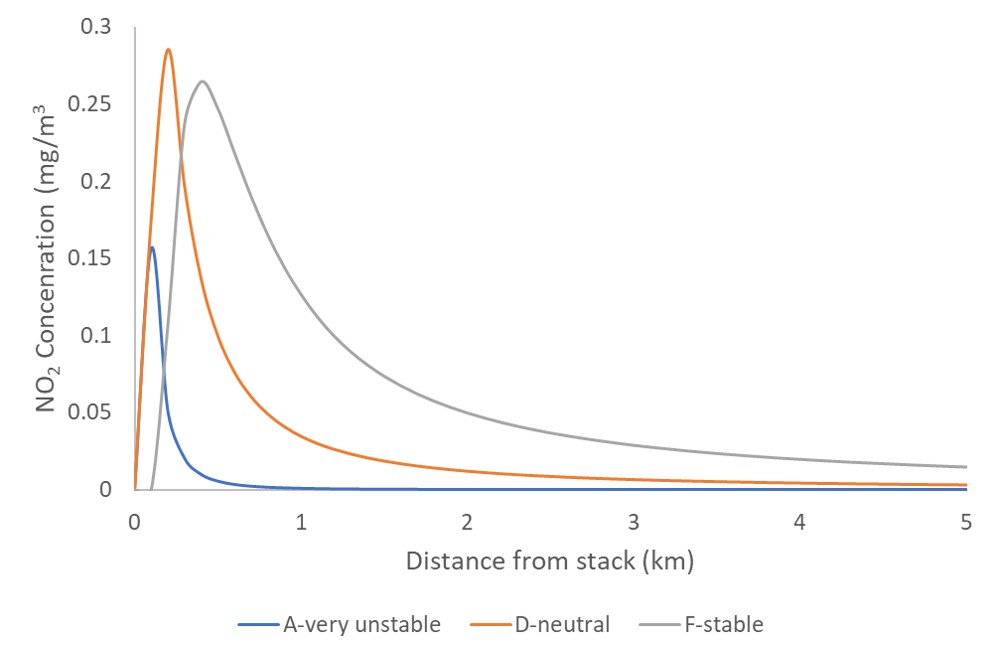 0.3
0.25
0.2
0.15
0.1
0.05
0
NO₂ Concenration (mg/m³
0 1 2 3 4 5
Distance from stack (km)
A-very unstable D-neutral F-stable